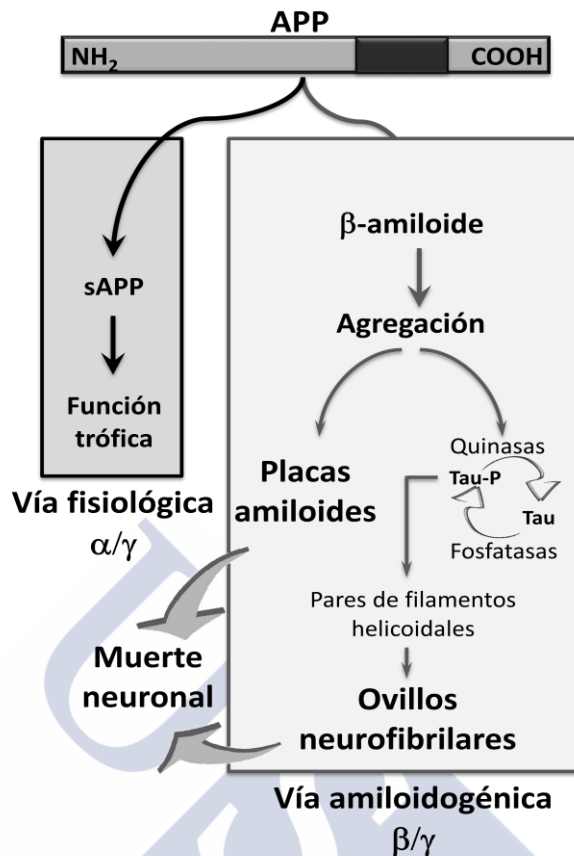 APP
NH₂ COOH
sAPP
Función
trófica
Vía fisiológica
α/γ
β-amiloide
Agregación
Placas
amiloides
Quinasas
Tau-P
Tau
Fosfatasas
Pares de filamentos
helicoidales
Ovillos
neurofibrilares
Muerte
neuronal
Vía amiloidogénica
β/γ